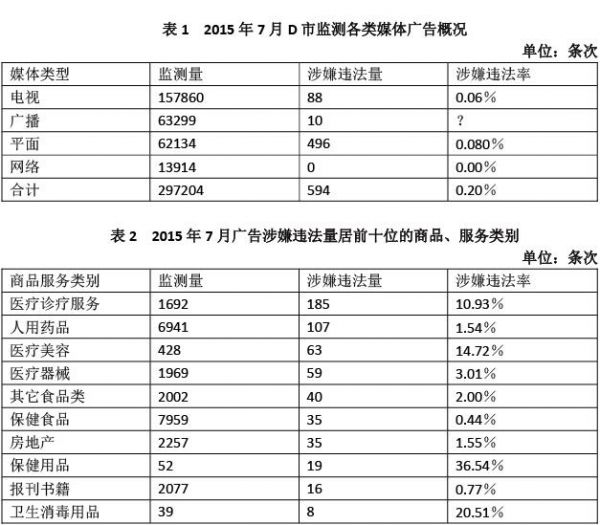 表 1 2015 年 7 月 D 市监测各类媒体广告概况
单位：条次
媒体类型 监测量 涉嫌违法量 涉嫌违法率
电视 157860 88 0.06%
广播 63299 10 ?
平面 62134 496 0.080%
网络 13914 0 0.00%
合计 297204 594 0.20%
表 2 2015 年 7 月广告涉嫌违法量居前十位的商品、服务类别
单位：条次
商品服务类别 监测量 涉嫌违法量 涉嫌违法率
医疗诊疗服务 1692 185 10.93%
人用药品 6941 107 1.54%
医疗美容 428 63 14.72%
医疗器械 1969 59 3.01%
其它食品类 2002 40 2.00%
保健食品 7959 35 0.44%
房地产 2257 35 1.55%
保健用品 52 19 36.54%
报刊书籍 2077 16 0.77%
卫生消毒用品 39 8 20.51%